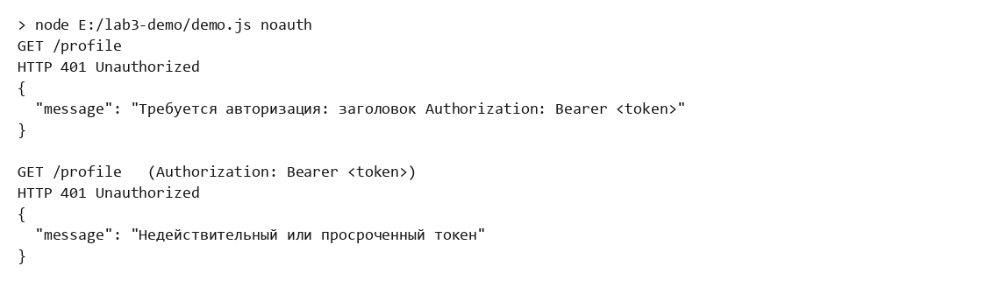 > node E:/lab3-demo/demo.js noauth
GET /profile
HTTP 401 Unauthorized
{
  "message": "Требуется авторизация: заголовок Authorization: Bearer <token>"
}

GET /profile   (Authorization: Bearer <token>)
HTTP 401 Unauthorized
{
  "message": "Недействительный или просроченный токен"
}